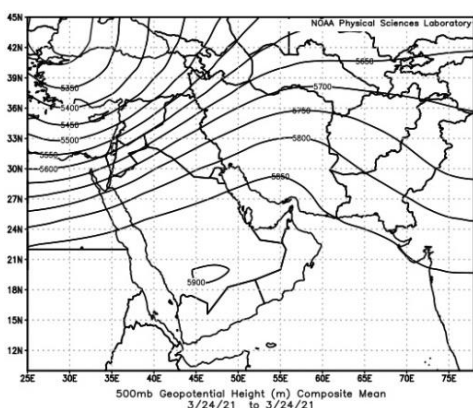 NOAA Physical Sciences Laboratory
45N
42N
39N
36N
33N
30N
27N
24N
21N
18N
15N
12N
5350
5400
5450
5500
5550
5600
5650
5700
5750
5800
5850
5900
25E 30E 35E 40E 45E 50E 55E 60E 65E 70E 75E
500mb Geopotential Height (m) Composite Mean
3/24/21 to 3/24/21